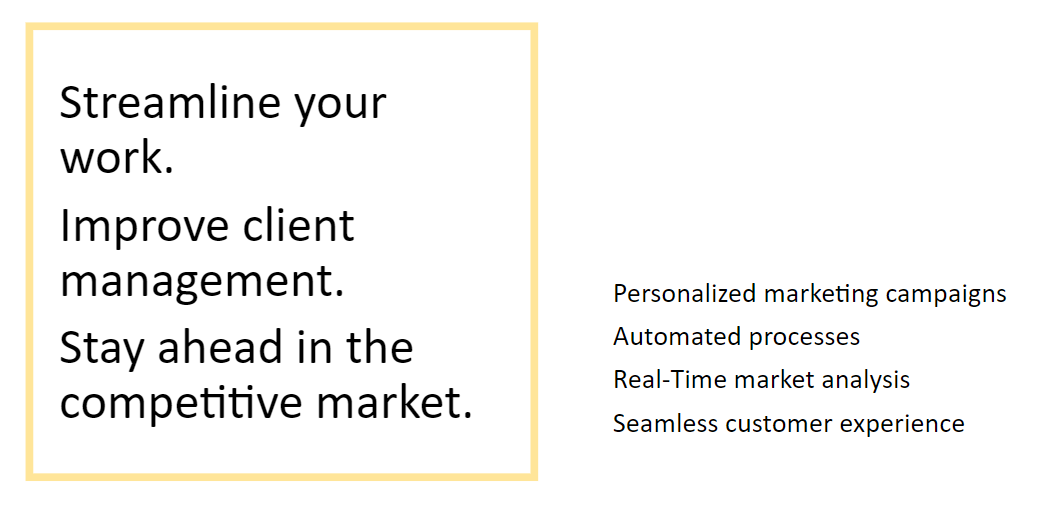 Streamline your
work.
Improve client
management.
Stay ahead in the
competitive market.
Personalized marketing campaigns
Automated processes
Real-Time market analysis
Seamless customer experience